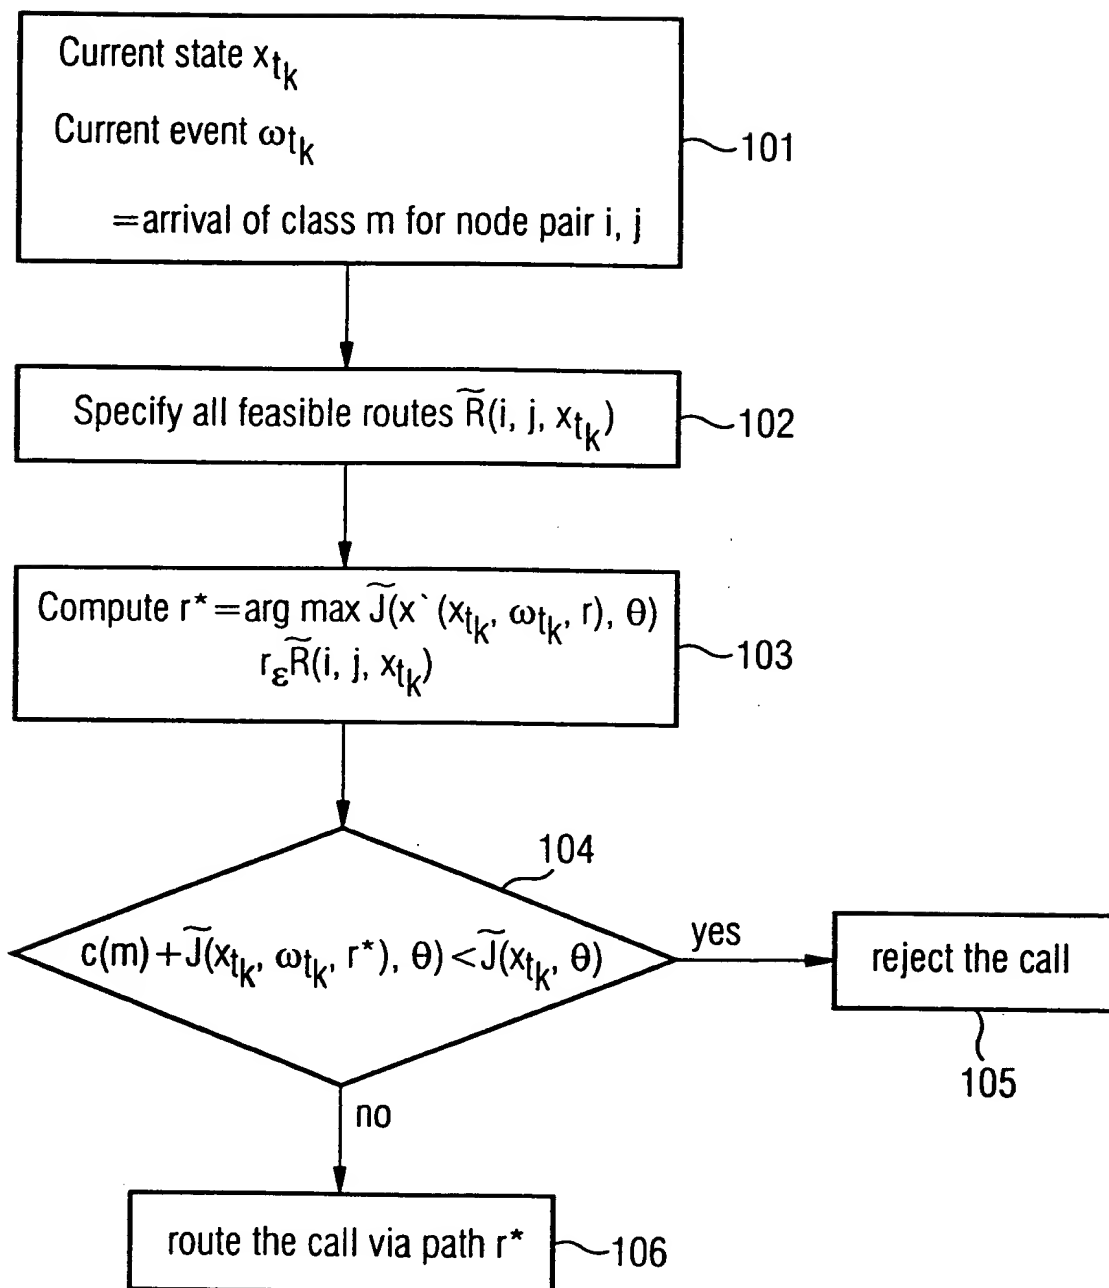 Current state x_{t_k}
Current event ω_{t_k}
=arrival of class m for node pair i, j
101
Specify all feasible routes R̃(i, j, x_{t_k})
102
Compute r*=arg max J̃(x`(x_{t_k}, ω_{t_k}, r), θ)
r_ε R̃(i, j, x_{t_k})
103
104
c(m)+J̃(x_{t_k}, ω_{t_k}, r*), θ)<J̃(x_{t_k}, θ)
yes
reject the call
105
no
route the call via path r*
106